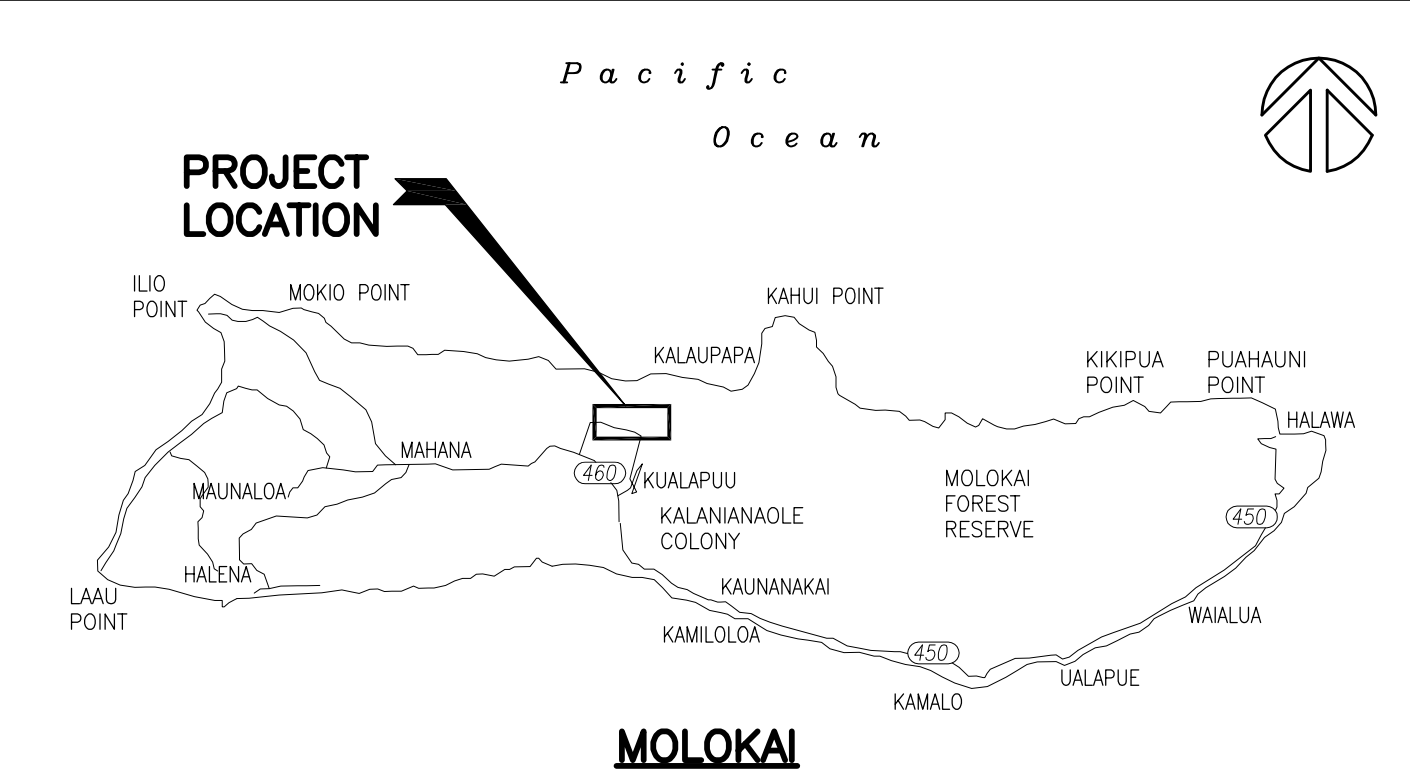 Pacific
Ocean
PROJECT
LOCATION
ILIO
POINT
MOKIO POINT
KAHUI POINT
KALAUPAPA
KIKIPUA
POINT
PUAHAUNI
POINT
HALAWA
MAHANA
460
KUALAPUU
MAUNALOA
MOLOKAI
FOREST
RESERVE
KALANIANAOLE
COLONY
450
HALENA
LAAU
POINT
KAUNANAKAI
WAIALUA
KAMILOLOA
450
UALAPUE
KAMALO
MOLOKAI